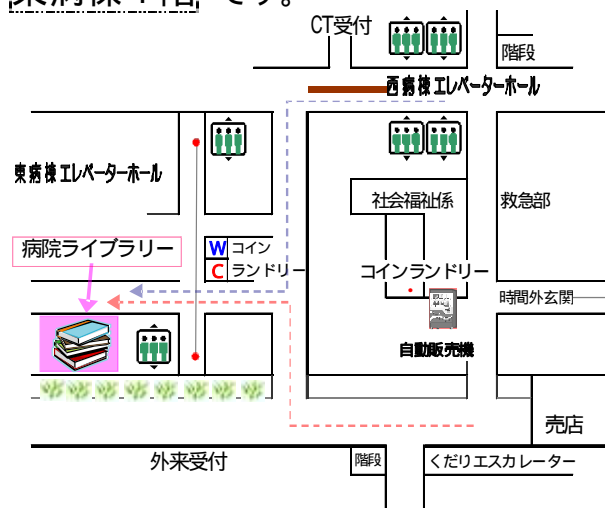 東病棟1階 です。
CT受付
階段
西病棟エレベーターホール
東病棟エレベーターホール
社会福祉係
救急部
病院ライブラリー
W コイン
C ランドリー
コインランドリー
時間外玄関
自動販売機
売店
外来受付
階段
くだりエスカレーター